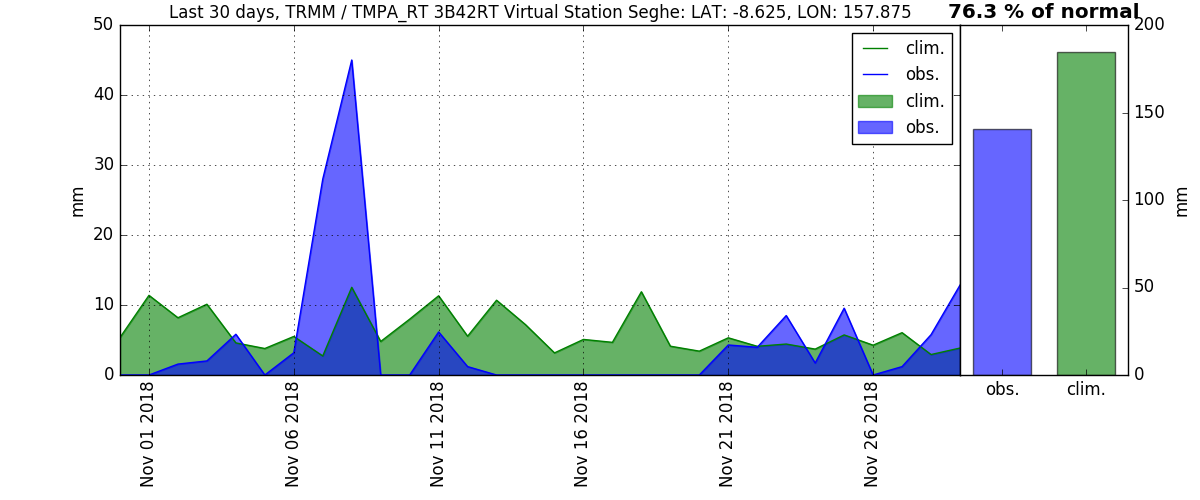 Last 30 days, TRMM / TMPA_RT 3B42RT Virtual Station Seghe: LAT: -8.625, LON: 157.875
76.3 % of normal
50
40
30
20
10
0
mm
clim.
obs.
clim.
obs.
200
150
100
50
0
mm
obs.
clim.
Nov 01 2018
Nov 06 2018
Nov 11 2018
Nov 16 2018
Nov 21 2018
Nov 26 2018